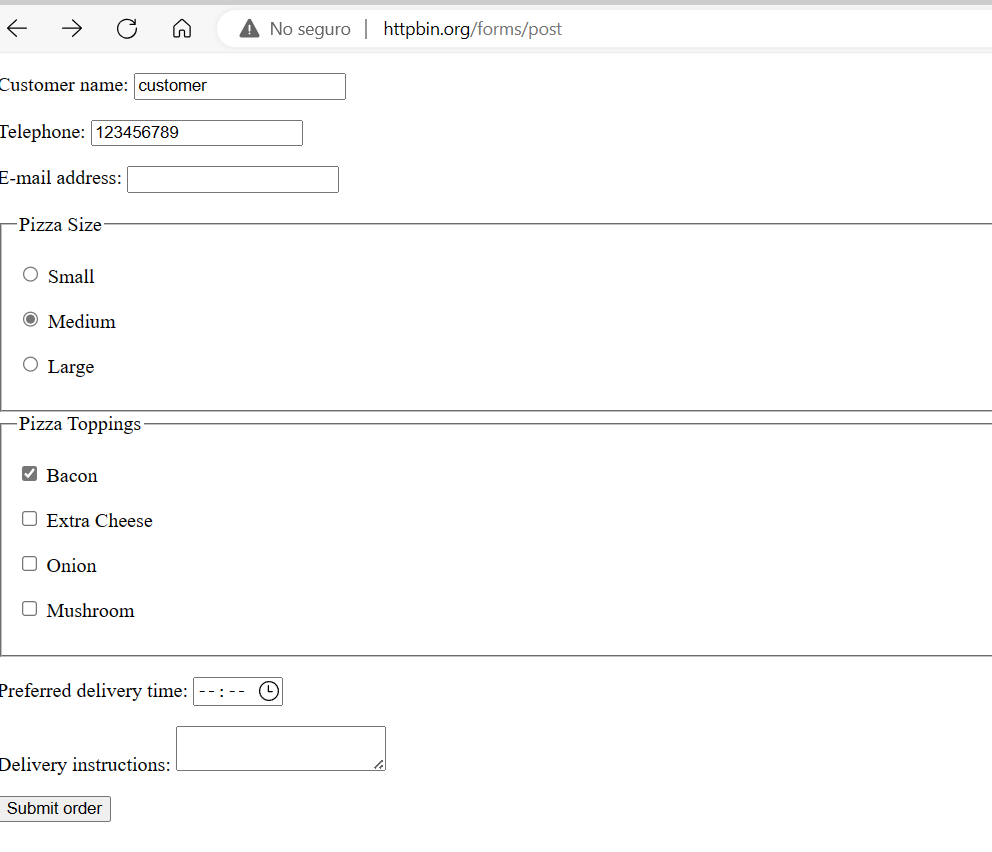 No seguro | httpbin.org/forms/post
Customer name: customer
Telephone: 123456789
E-mail address:
Pizza Size
Small
Medium
Large
Pizza Toppings
Bacon
Extra Cheese
Onion
Mushroom
Preferred delivery time: --:--
Delivery instructions:
Submit order